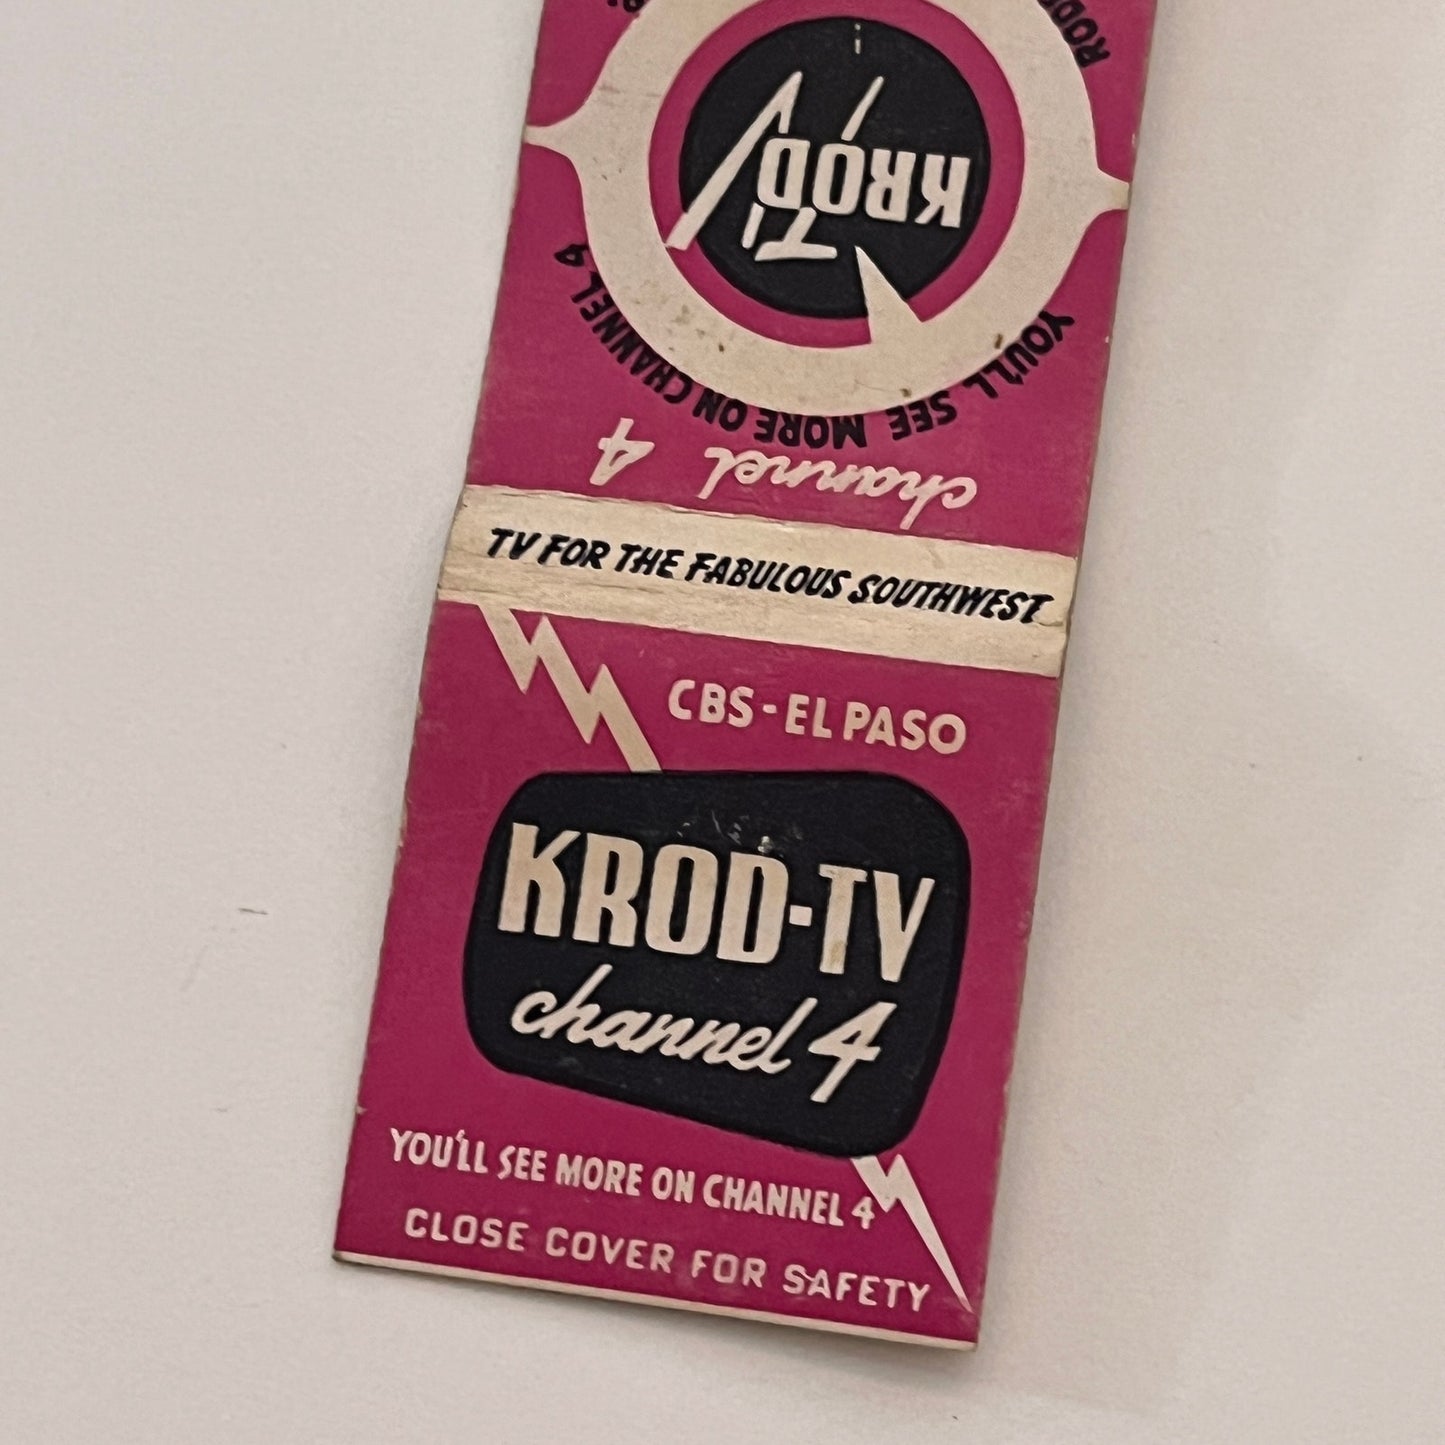 KROD
TV
YOU'LL SEE MORE ON CHANNEL
channel 4
TV FOR THE FABULOUS SOUTHWEST
CBS-EL PASO
KROD-TV
channel 4
YOU'LL SEE MORE ON CHANNEL 4
CLOSE COVER FOR SAFETY